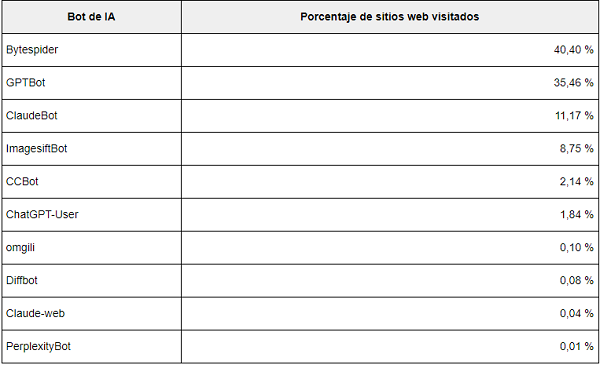 Bot de IA Porcentaje de sitios web visitados
Bytespider 40,40 %
GPTBot 35,46 %
ClaudeBot 11,17 %
ImagesiftBot 8,75 %
CCBot 2,14 %
ChatGPT-User 1,84 %
omgili 0,10 %
Diffbot 0,08 %
Claude-web 0,04 %
PerplexityBot 0,01 %